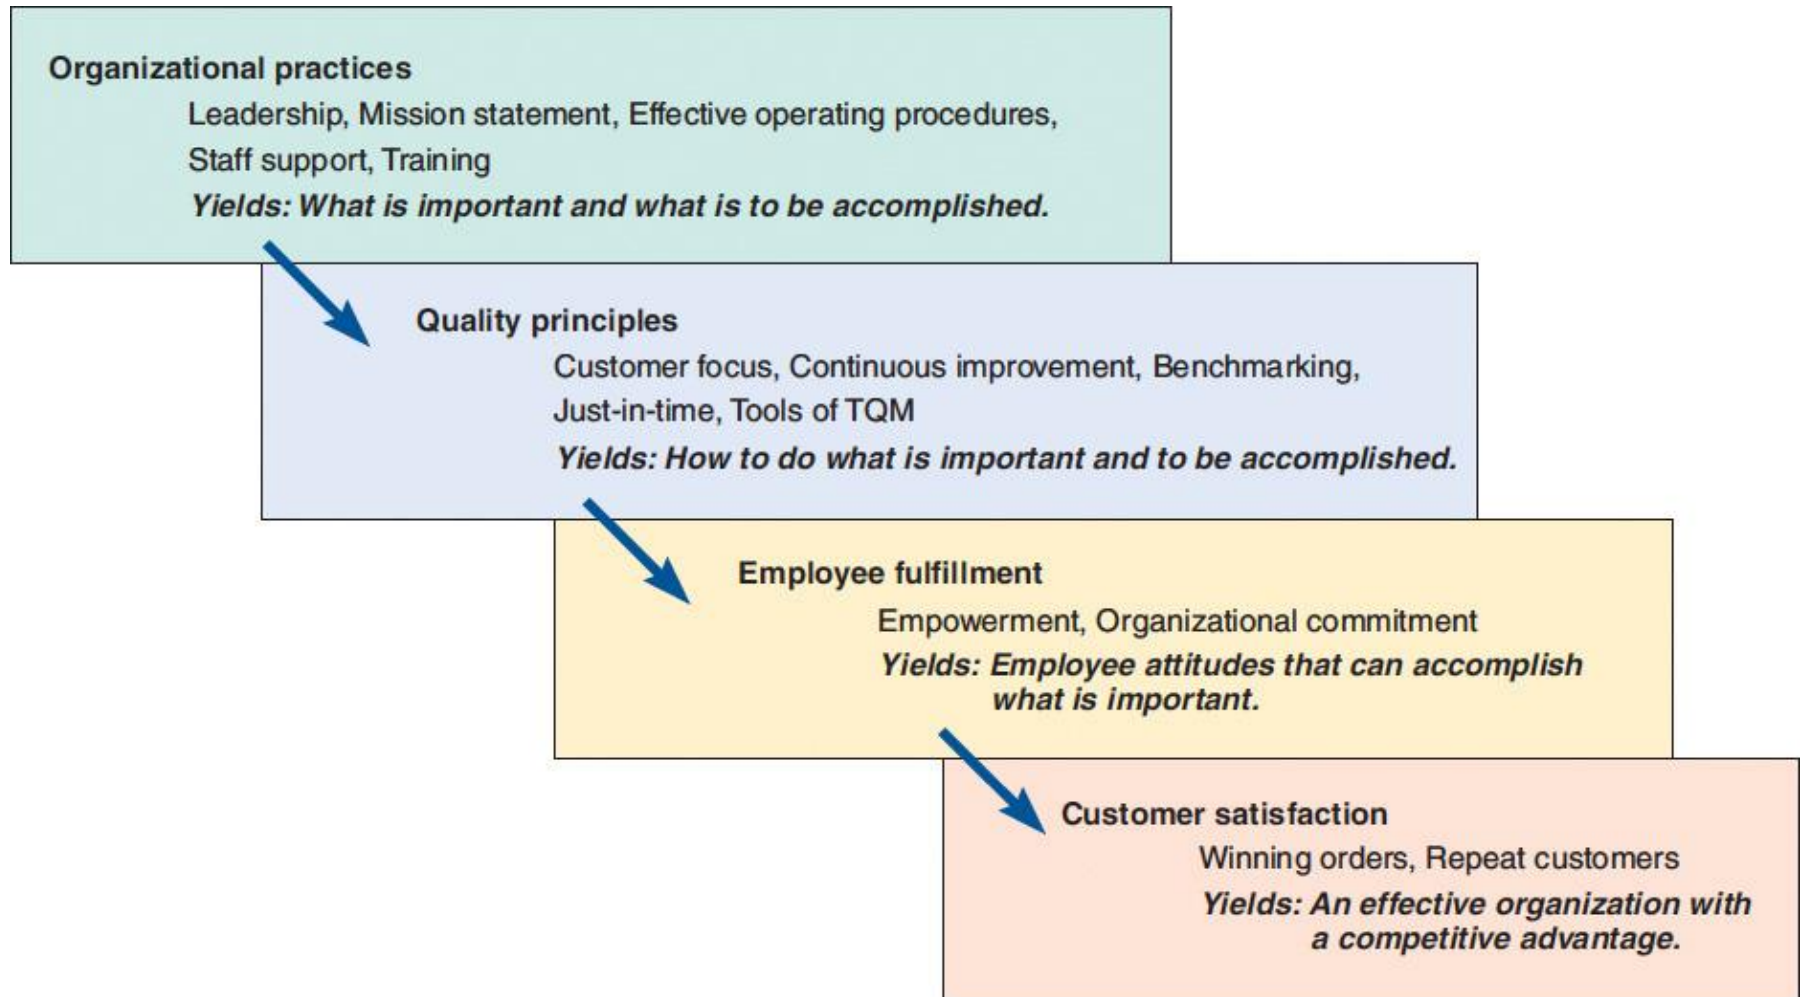 Organizational practices
Leadership, Mission statement, Effective operating procedures,
Staff support, Training
Yields: What is important and what is to be accomplished.
Quality principles
Customer focus, Continuous improvement, Benchmarking,
Just-in-time, Tools of TQM
Yields: How to do what is important and to be accomplished.
Employee fulfillment
Empowerment, Organizational commitment
Yields: Employee attitudes that can accomplish
what is important.
Customer satisfaction
Winning orders, Repeat customers
Yields: An effective organization with
a competitive advantage.